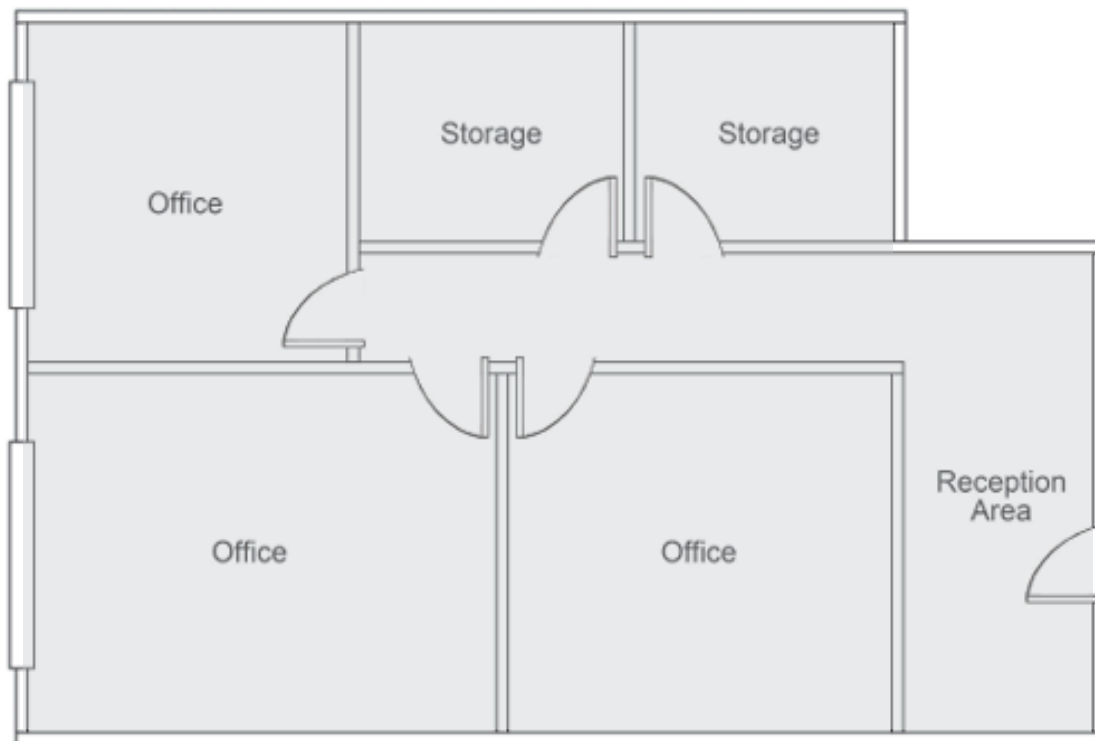 Storage
Storage
Office
Reception
Area
Office
Office